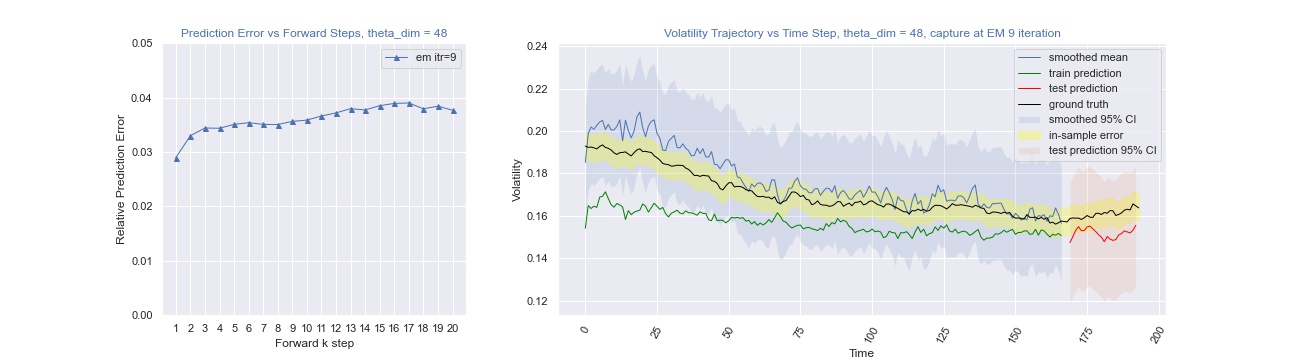 Prediction Error vs Forward Steps, theta_dim = 48
0.05
0.04
0.03
0.02
0.01
0.00
Relative Prediction Error
em itr=9
1 2 3 4 5 6 7 8 9 10 11 12 13 14 15 16 17 18 19 20
Forward k step
Volatility Trajectory vs Time Step, theta_dim = 48, capture at EM 9 iteration
0.24
0.22
0.20
0.18
0.16
0.14
0.12
Volatility
smoothed mean
train prediction
test prediction
ground truth
smoothed 95% CI
in-sample error
test prediction 95% CI
0 25 50 75 100 125 150 175 200
Time